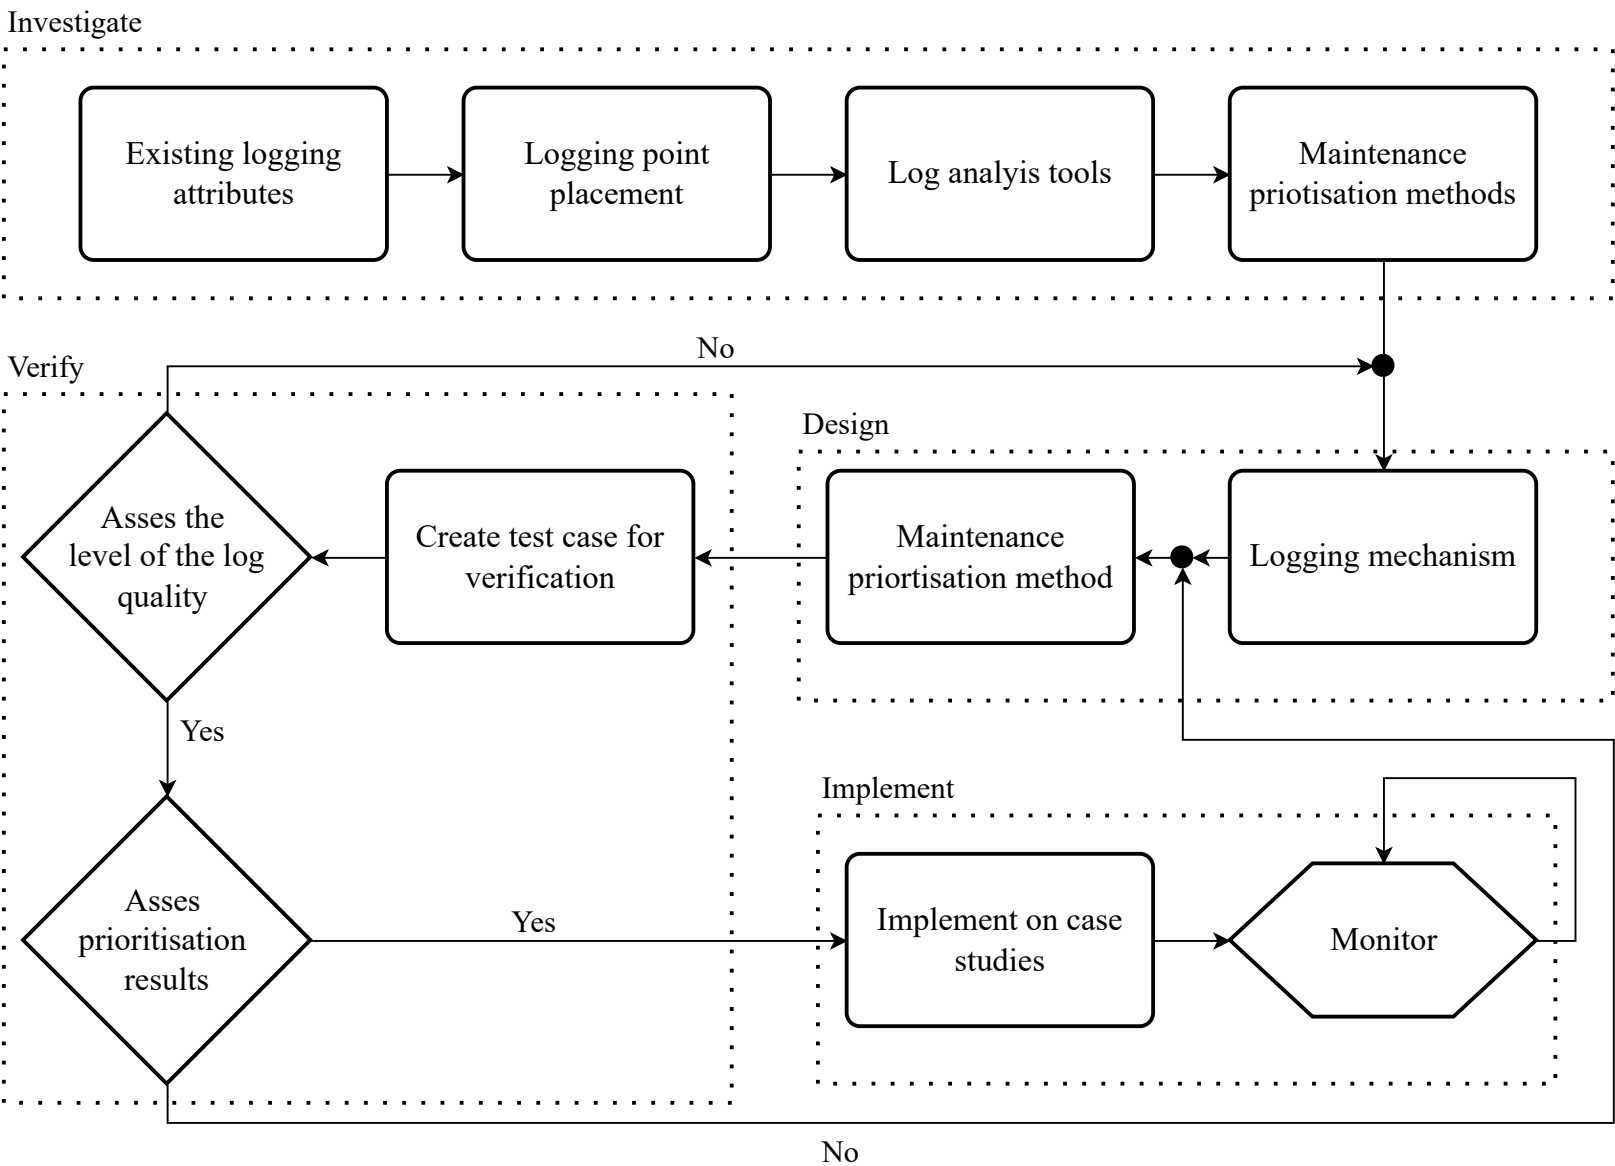 Investigate
Existing logging
attributes
Logging point
placement
Log analyis tools
Maintenance
priotisation methods
No
Verify
Design
Asses the
level of the log
quality
Create test case for
verification
Maintenance
priortisation method
Logging mechanism
Yes
Implement
Asses
prioritisation
results
Yes
Implement on case
studies
Monitor
No